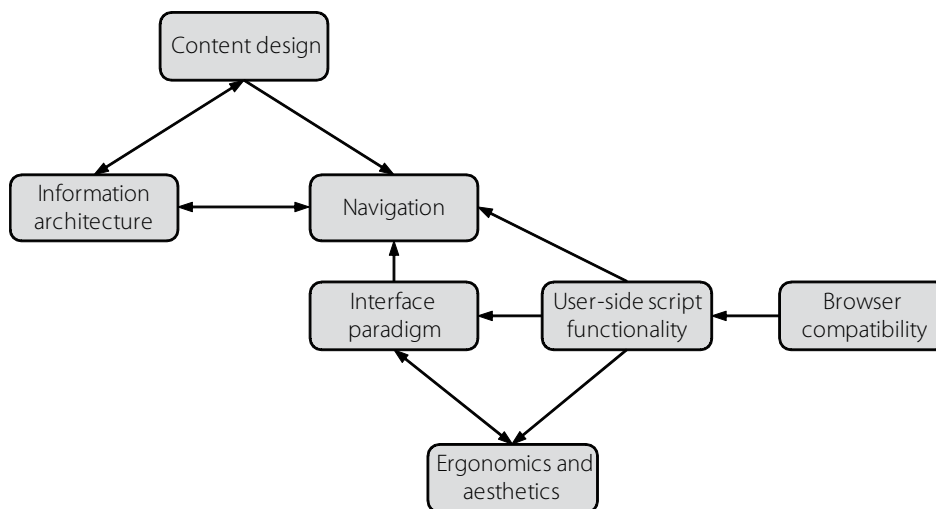 Content design
Information
architecture
Navigation
Interface
paradigm
User-side script
functionality
Browser
compatibility
Ergonomics and
aesthetics